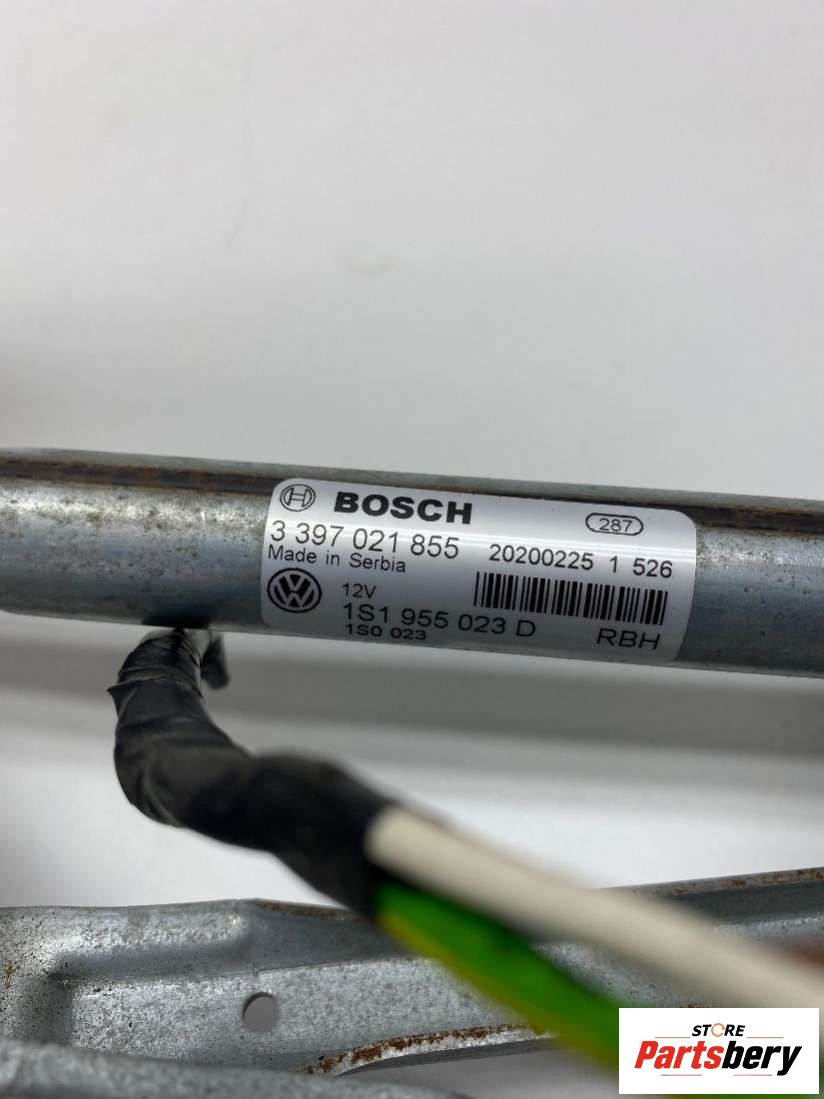 BOSCH
287
3 397 021 855
20200225 1 526
Made in Serbia
12V
1S1 955 023 D
RBH
1S0 023
STORE
Partsbery